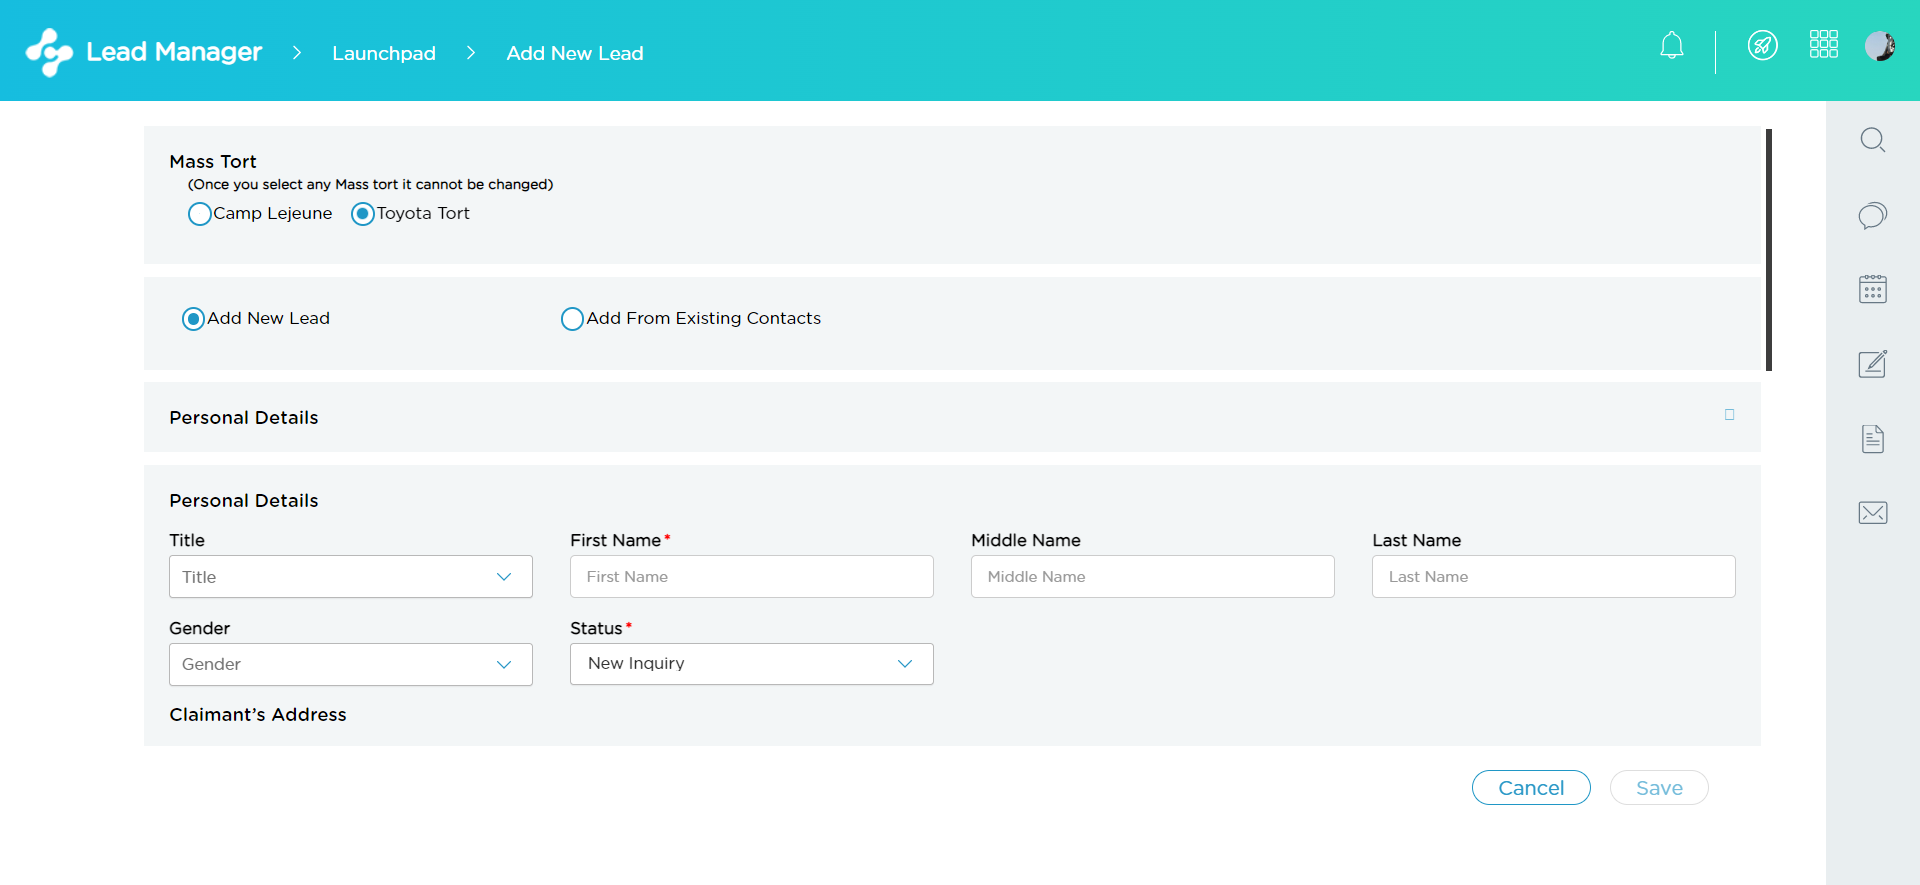 Lead Manager > Launchpad > Add New Lead
Mass Tort
(Once you select any Mass tort it cannot be changed)
Camp Lejeune Toyota Tort
Add New Lead Add From Existing Contacts
Personal Details
Personal Details
Title First Name* Middle Name Last Name
Title First Name Middle Name Last Name
Gender Status*
Gender New Inquiry
Claimant’s Address
Cancel Save